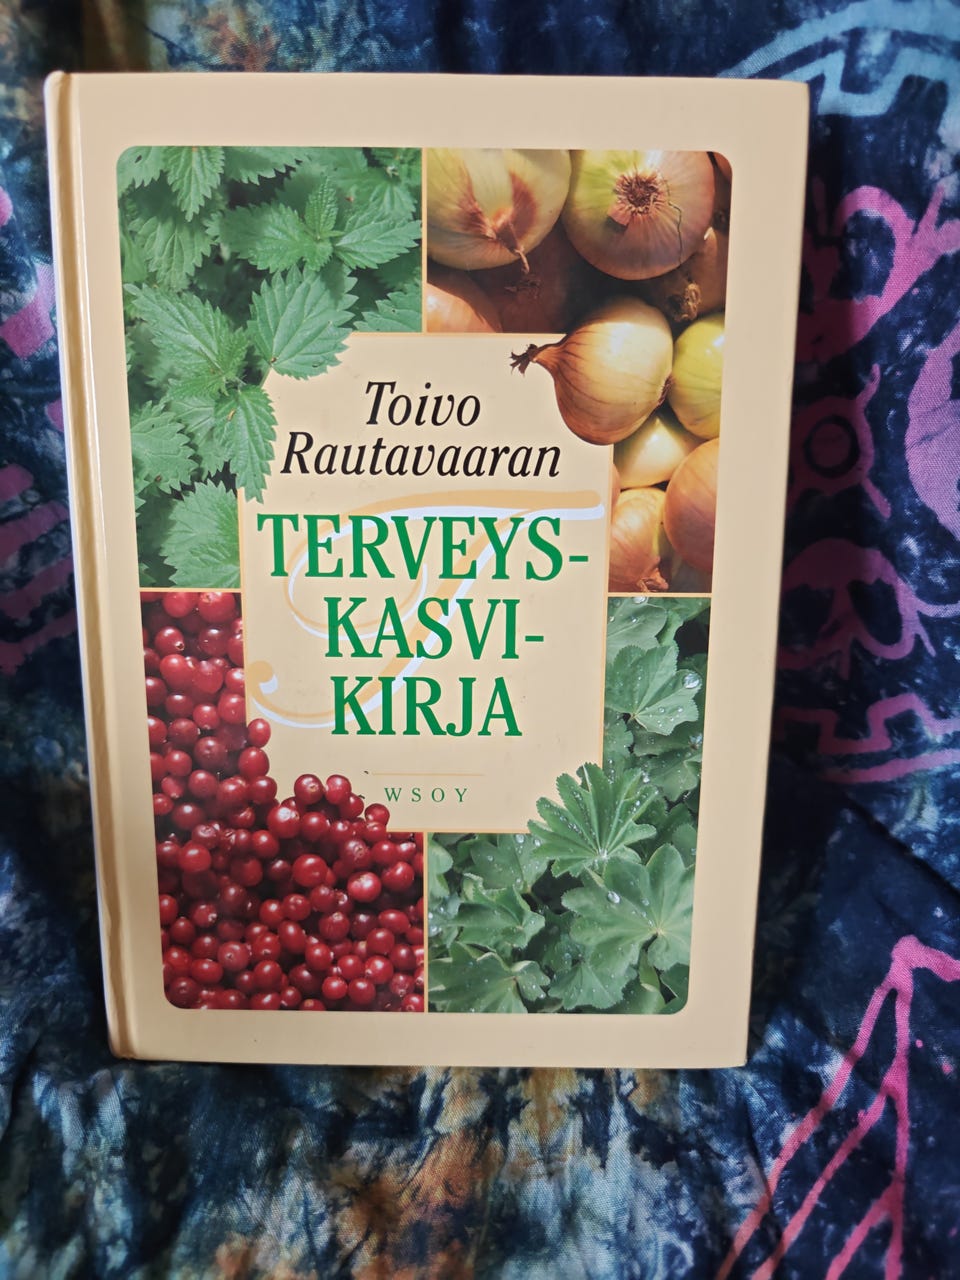 Toivo
Rautavaaran
TERVEYS-
KASVI-
KIRJA
WSOY